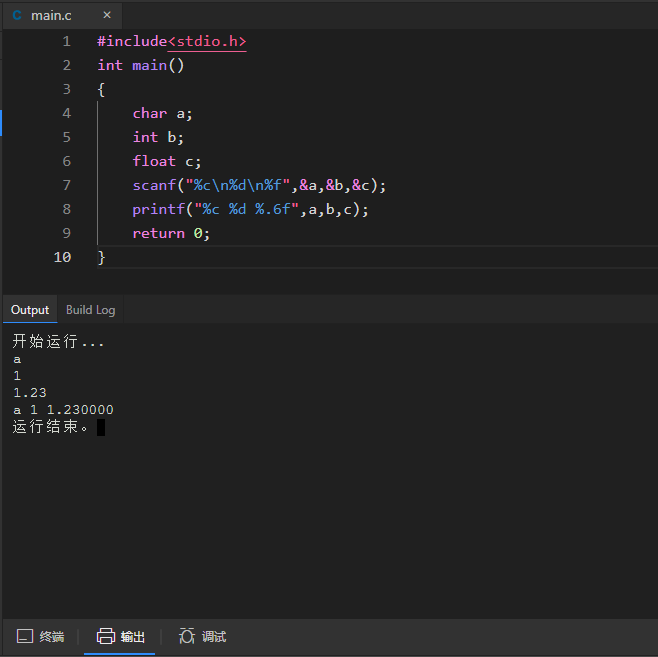 C main.c ×
1 #include<stdio.h>
2 int main()
3 {
4 char a;
5 int b;
6 float c;
7 scanf("%c\n%d\n%f",&a,&b,&c);
8 printf("%c %d %.6f",a,b,c);
9 return 0;
10 }
Output Build Log
开始运行...
a
1
1.23
a 1 1.230000
运行结束。
终端 输出 调试